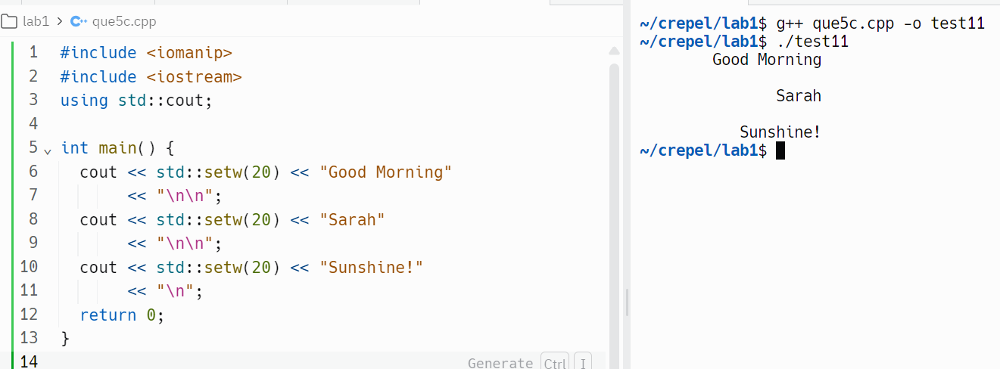 lab1 > C++ que5c.cpp
1 #include <iomanip>
2 #include <iostream>
3 using std::cout;
4
5 int main() {
6   cout << std::setw(20) << "Good Morning"
7        << "\n\n";
8   cout << std::setw(20) << "Sarah"
9        << "\n\n";
10   cout << std::setw(20) << "Sunshine!"
11        << "\n";
12   return 0;
13 }
14
Generate Ctrl I
~/crepel/lab1$ g++ que5c.cpp -o test11
~/crepel/lab1$ ./test11
        Good Morning
               Sarah
           Sunshine!
~/crepel/lab1$